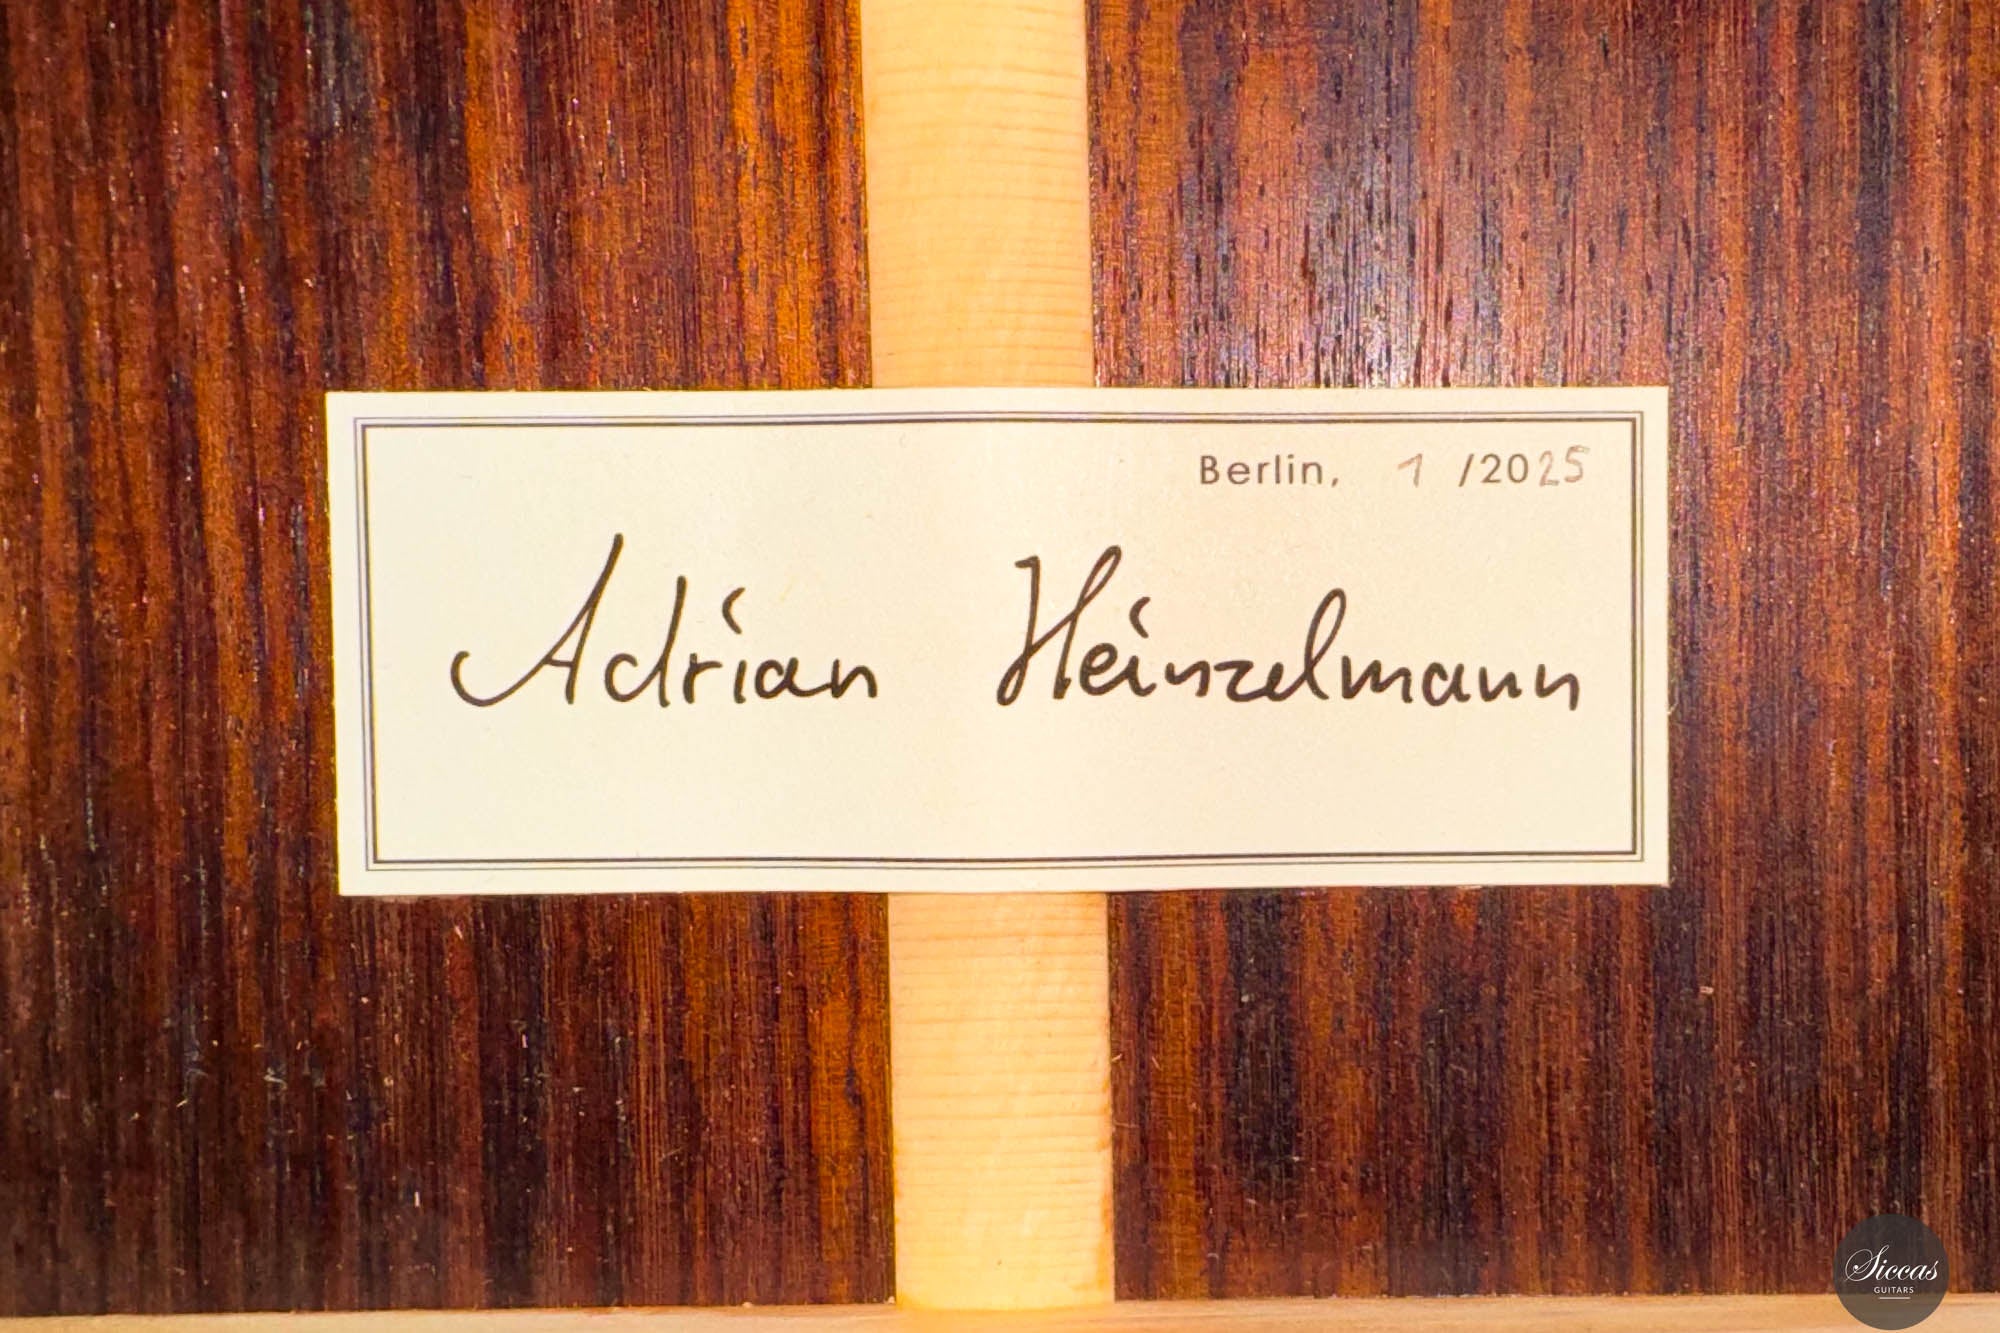 Berlin, 1 /2025
Adrian Heinzelmann
Siccas
GUITARS